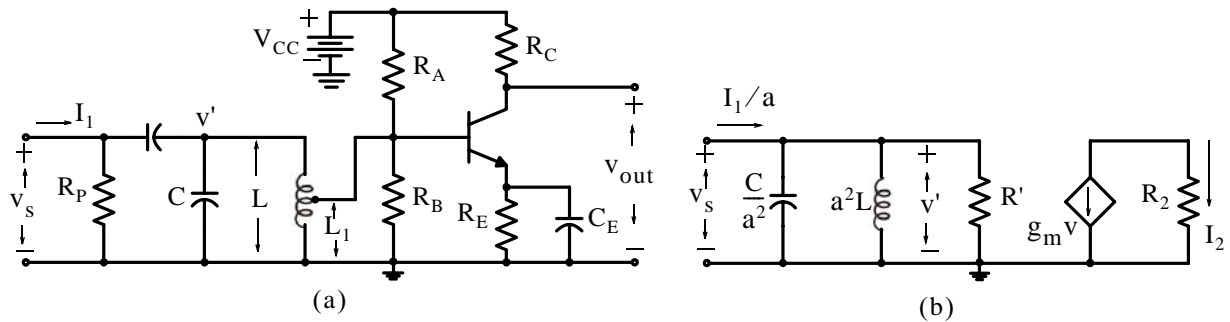 +
V_CC
−
R_A
R_C
I_1
v'
+
v_s
−
R_P
C
L
L_1
R_B
R_E
C_E
+
v_out
−
(a)
I_1/a
+
v_s
−
C/a^2
a^2L
+
v'
−
R'
g_m v
R_2
I_2
(b)